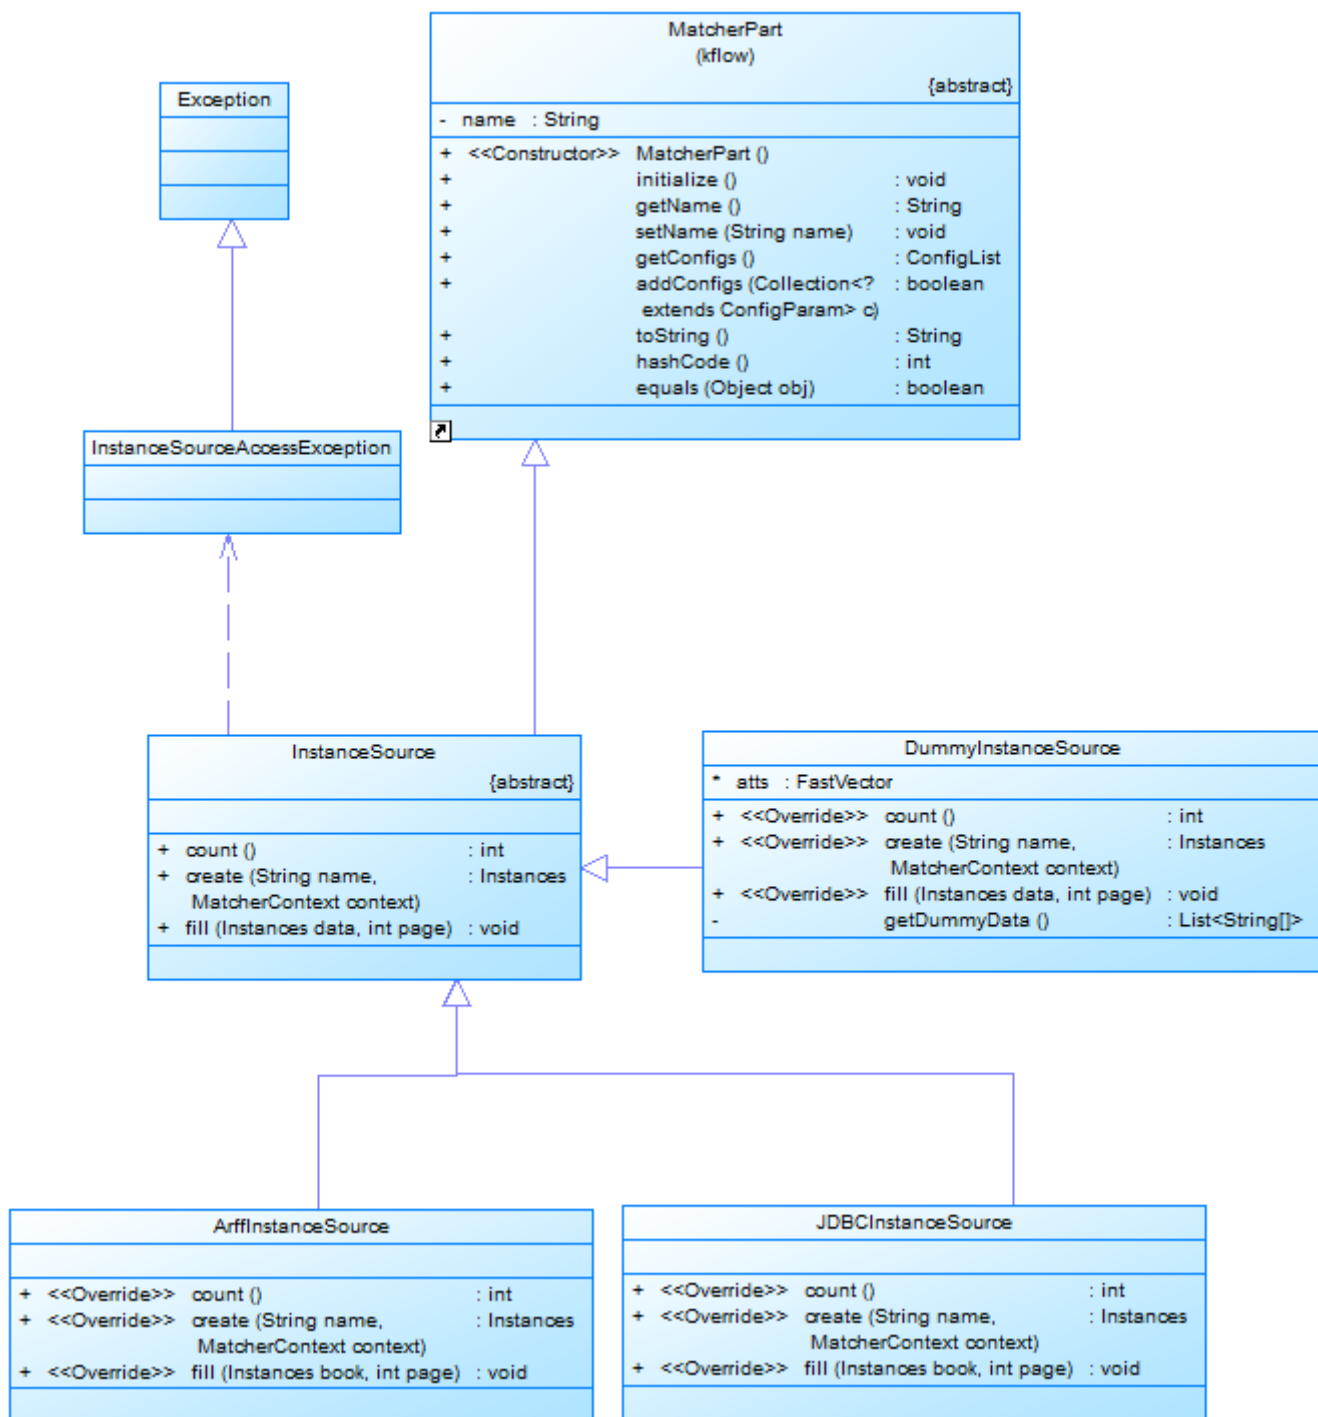 Exception
MatcherPart
(kflow)
{abstract}
- name : String
+ <<Constructor>> MatcherPart ()
+ initialize () : void
+ getName () : String
+ setName (String name) : void
+ getConfigs () : ConfigList
+ addConfigs (Collection<? : boolean
extends ConfigParam> c)
+ toString () : String
+ hashCode () : int
+ equals (Object obj) : boolean
InstanceSourceAccessException
InstanceSource
{abstract}
+ count () : int
+ create (String name, : Instances
MatcherContext context)
+ fill (Instances data, int page) : void
DummyInstanceSource
* atts : FastVector
+ <<Override>> count () : int
+ <<Override>> create (String name, : Instances
MatcherContext context)
+ <<Override>> fill (Instances data, int page) : void
- getDummyData () : List<String[]>
ArffInstanceSource
+ <<Override>> count () : int
+ <<Override>> create (String name, : Instances
MatcherContext context)
+ <<Override>> fill (Instances book, int page) : void
JDBCInstanceSource
+ <<Override>> count () : int
+ <<Override>> create (String name, : Instances
MatcherContext context)
+ <<Override>> fill (Instances book, int page) : void